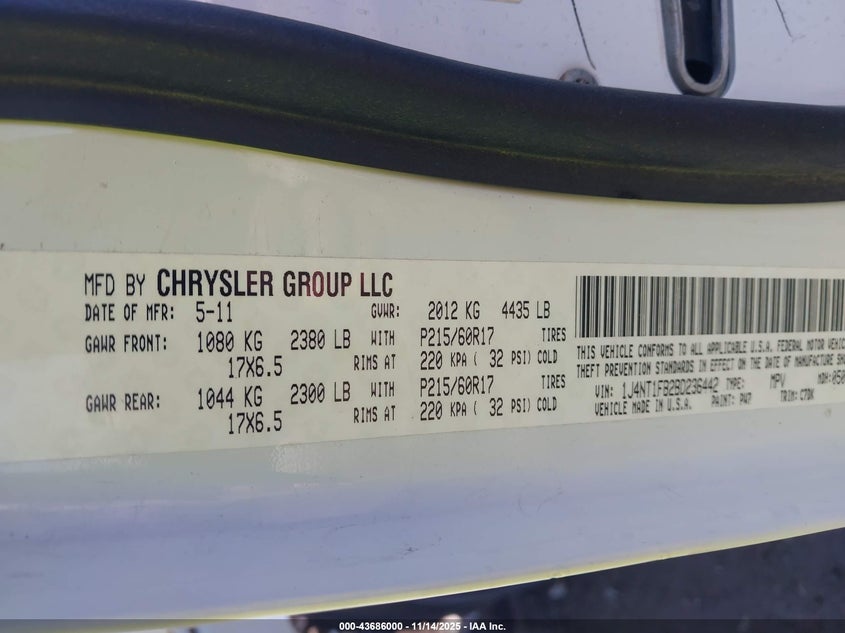 MFD BY CHRYSLER GROUP LLC
DATE OF MFR: 5-11 GVWR: 2012 KG 4435 LB
GAWR FRONT: 1080 KG 2380 LB WITH P215/60R17 TIRES
17X6.5 RIMS AT 220 KPA ( 32 PSI) COLD
GAWR REAR: 1044 KG 2300 LB WITH P215/60R17 TIRES
17X6.5 RIMS AT 220 KPA ( 32 PSI) COLD
THIS VEHICLE CONFORMS TO ALL APPLICABLE U.S.A. FEDERAL MOTOR VEHIC
THEFT PREVENTION STANDARDS IN EFFECT ON THE DATE OF MANUFACTURE SH
VIN: 1J4NT1FB2BD236442 TYPE: MPV MDH: 050
VEHICLE MADE IN U.S.A. PAINT: PW7 TRIM: C7DK
000-43686000 - 11/14/2025 - IAA Inc.